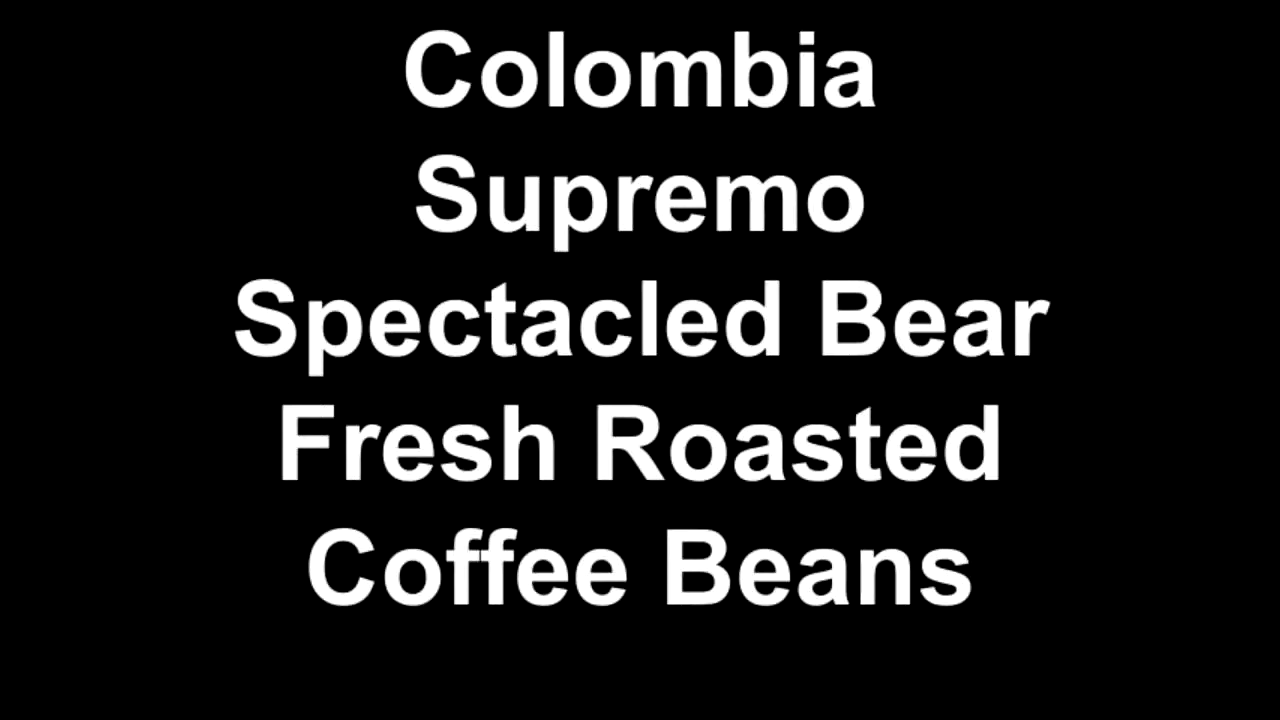 Colombia
Supremo
Spectacled Bear
Fresh Roasted
Coffee Beans